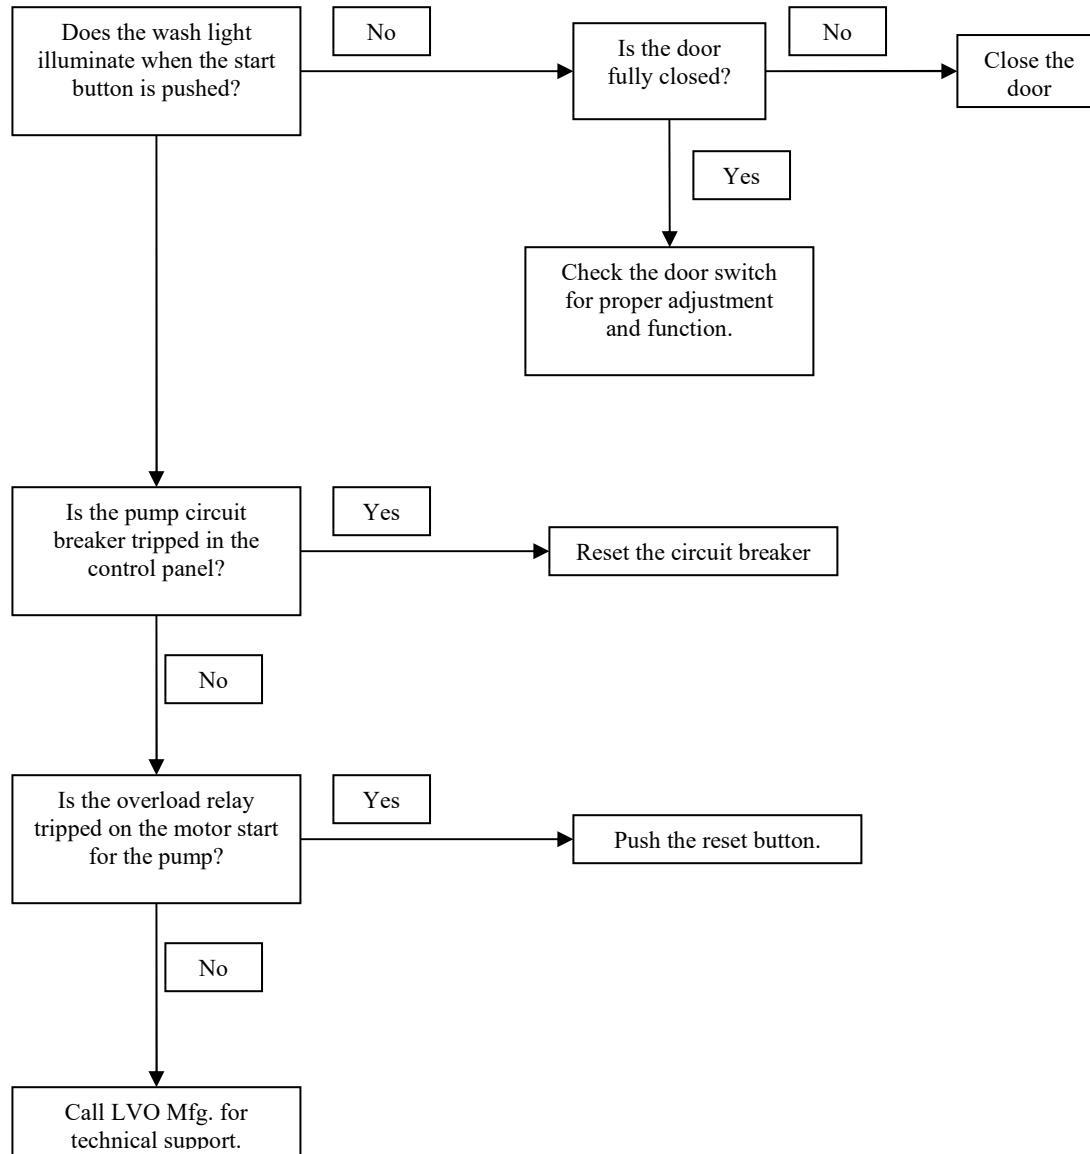 Does the wash light
illuminate when the start
button is pushed?
No
Is the door
fully closed?
No
Close the
door
Yes
Check the door switch
for proper adjustment
and function.
Is the pump circuit
breaker tripped in the
control panel?
Yes
Reset the circuit breaker
No
Is the overload relay
tripped on the motor start
for the pump?
Yes
Push the reset button.
No
Call LVO Mfg. for
technical support.